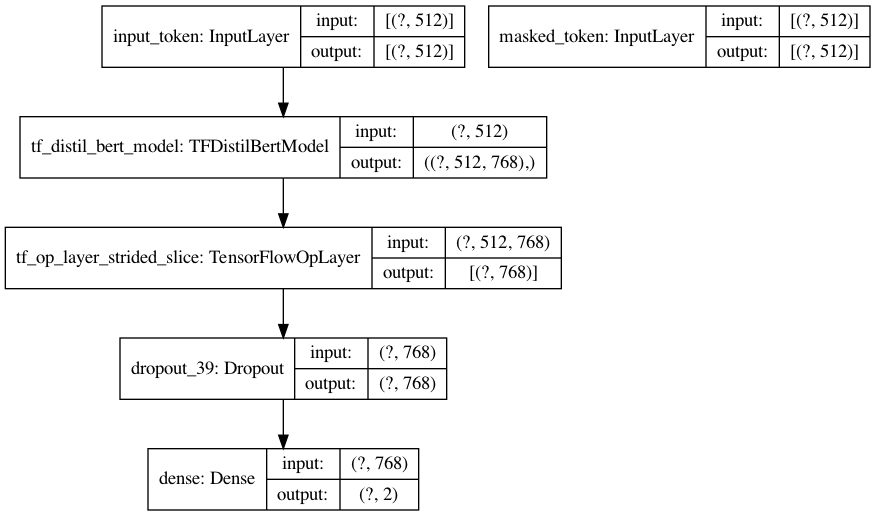 input_token: InputLayer
input: [(?, 512)]
output: [(?, 512)]
masked_token: InputLayer
input: [(?, 512)]
output: [(?, 512)]
tf_distil_bert_model: TFDistilBertModel
input: (?, 512)
output: ((?, 512, 768),)
tf_op_layer_strided_slice: TensorFlowOpLayer
input: (?, 512, 768)
output: [(?, 768)]
dropout_39: Dropout
input: (?, 768)
output: (?, 768)
dense: Dense
input: (?, 768)
output: (?, 2)